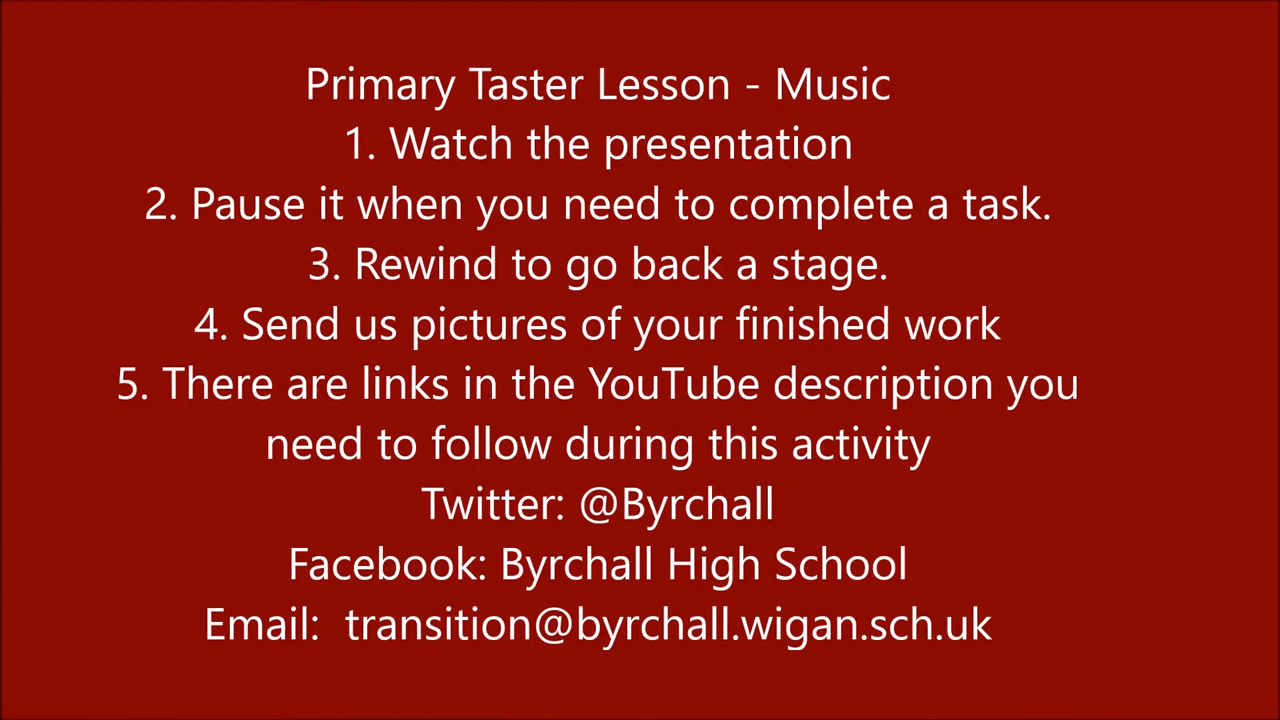 Primary Taster Lesson - Music
1. Watch the presentation
2. Pause it when you need to complete a task.
3. Rewind to go back a stage.
4. Send us pictures of your finished work
5. There are links in the YouTube description you
need to follow during this activity
Twitter: @Byrchall
Facebook: Byrchall High School
Email:  transition@byrchall.wigan.sch.uk